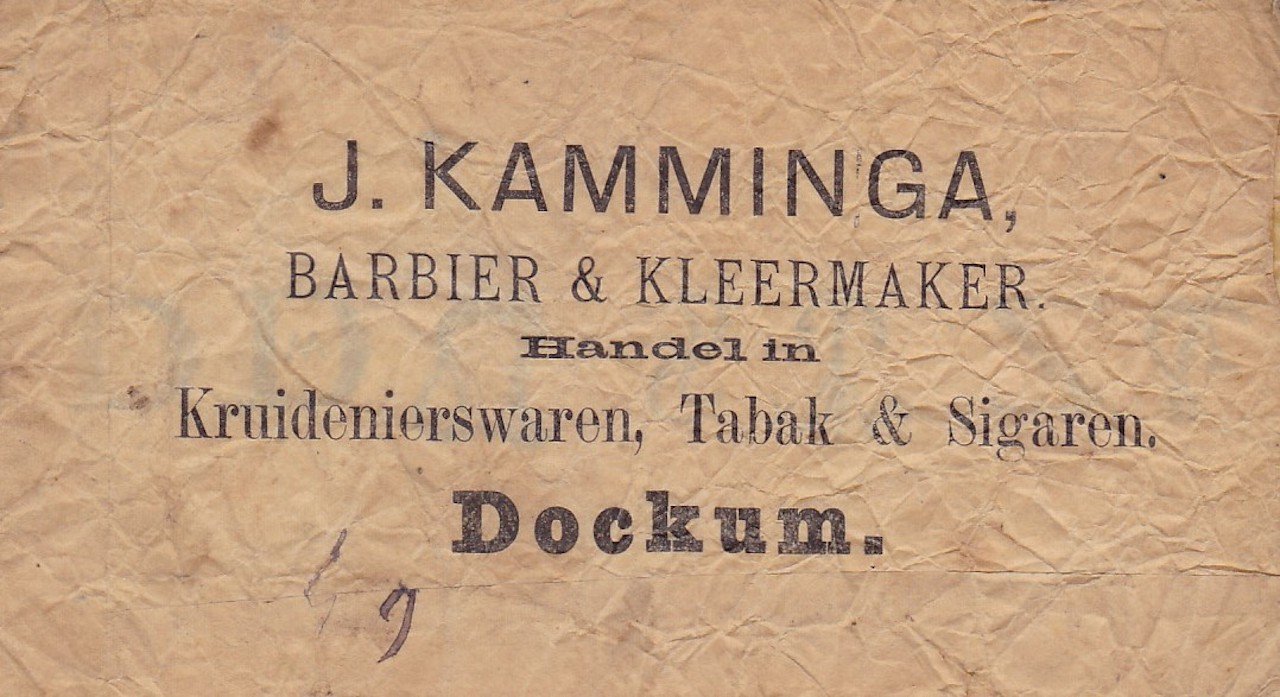 J. KAMMINGA,
BARBIER & KLEERMAKER.
Handel in
Kruidenierswaren, Tabak & Sigaren.
Dockum.